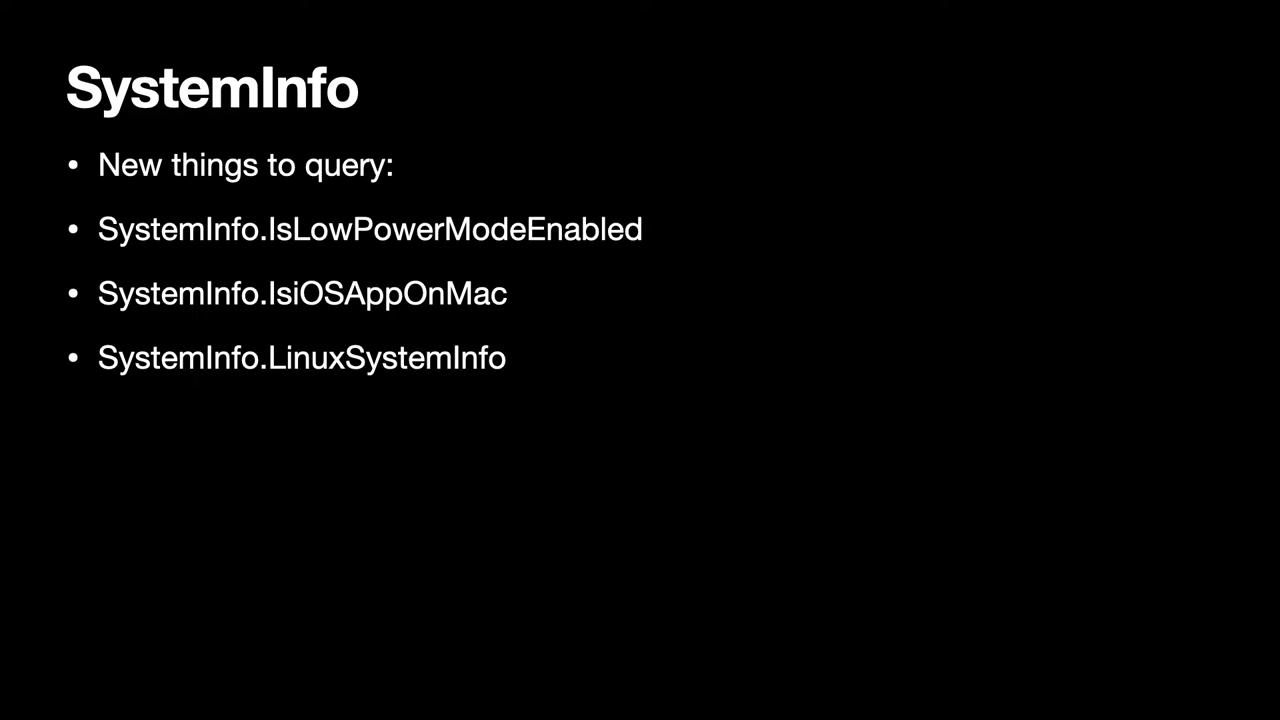 SystemInfo
• New things to query:
• SystemInfo.IsLowPowerModeEnabled
• SystemInfo.IsiOSAppOnMac
• SystemInfo.LinuxSystemInfo